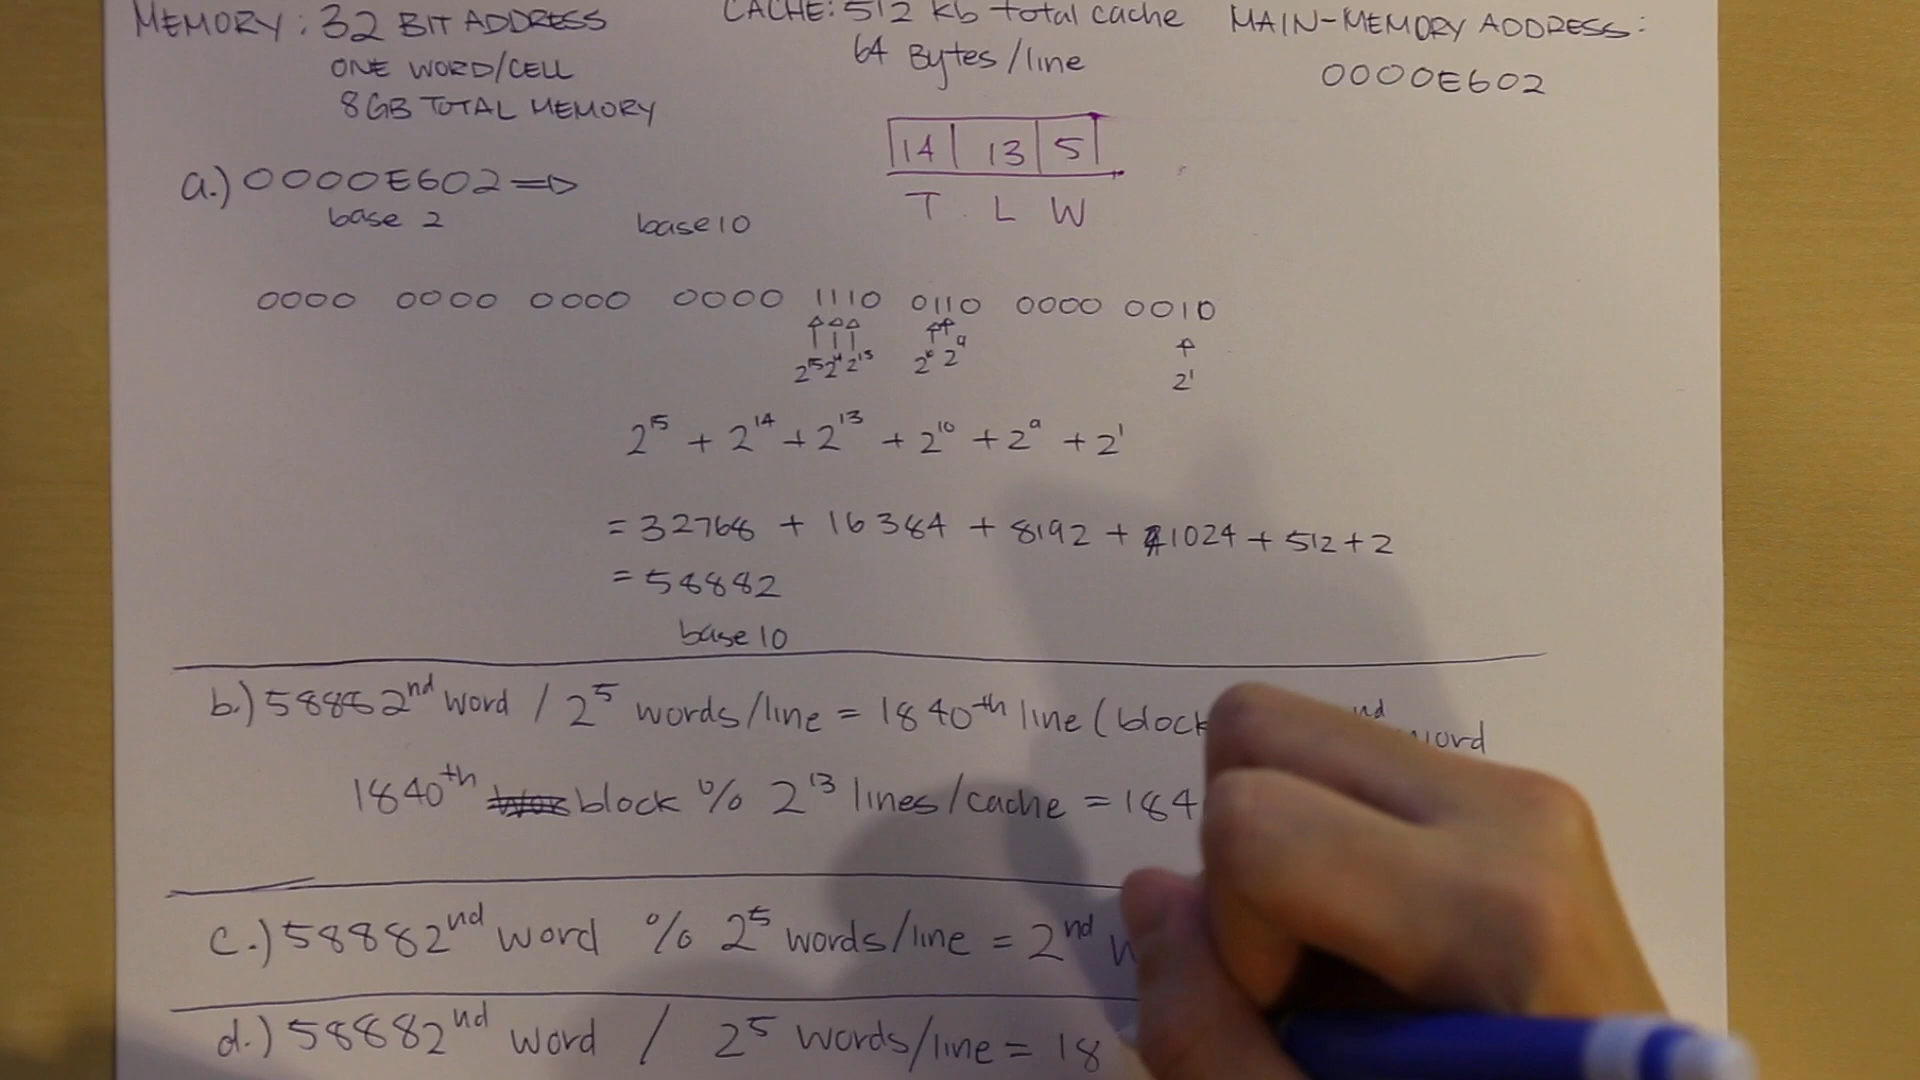 MEMORY: 32 BIT ADDRESS
ONE WORD/CELL
8GB TOTAL MEMORY
CACHE: 512 kb total cache
64 Bytes/line
MAIN-MEMORY ADDRESS:
0000E602
14 13 5
T L W
a.) 0000E602 =>
base 2 base 10
0000 0000 0000 0000 1110 0110 0000 0010
2^15 2^14 2^13 2^10 2^9 2^1
2^15 + 2^14 + 2^13 + 2^10 + 2^9 + 2^1
= 32768 + 16384 + 8192 + 1024 + 512 + 2
= 58882
base 10
b.) 58882nd word / 2^5 words/line = 1840th line (block nd word
1840th block % 2^13 lines/cache = 184
c.) 58882nd word % 2^5 words/line = 2nd w
d.) 58882nd word / 2^5 words/line = 18